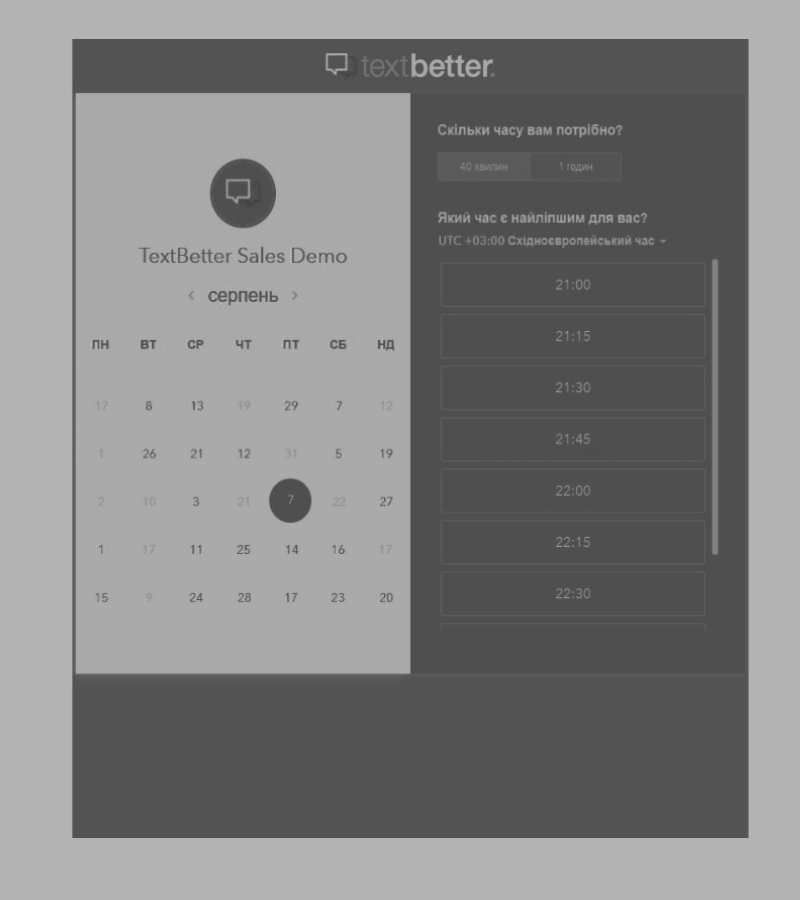 textbetter.
TextBetter Sales Demo
< серпень >
ПН ВТ СР ЧТ ПТ СБ НД
17 8 13 19 29 7 12
1 26 21 12 31 5 19
2 10 3 21 7 22 27
1 17 11 25 14 16 17
15 9 24 28 17 23 20
Скільки часу вам потрібно?
40 хвилин 1 годин
Який час є найліпшим для вас?
UTC +03:00 Східноєвропейський час
21:00
21:15
21:30
21:45
22:00
22:15
22:30